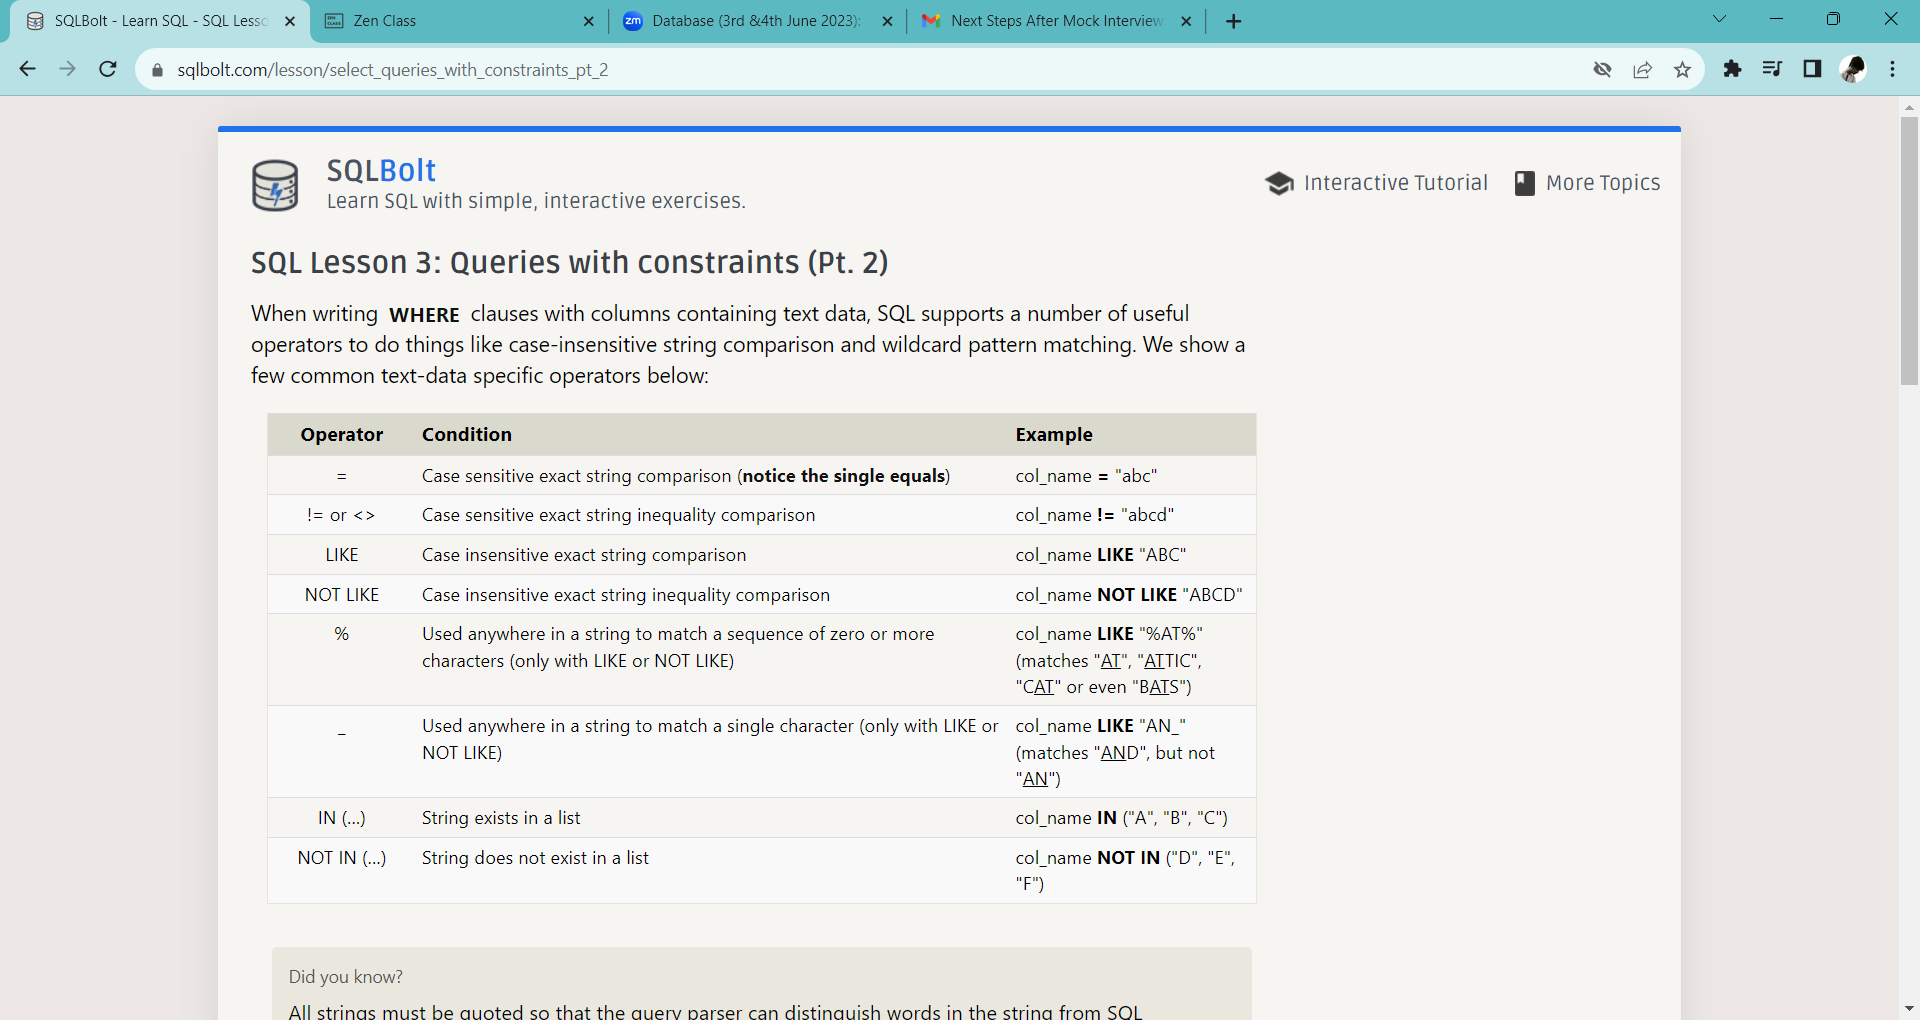 SQLBolt - Learn SQL - SQL Lesso
Zen Class
zm Database (3rd &4th June 2023):
Next Steps After Mock Interview
sqlbolt.com/lesson/select_queries_with_constraints_pt_2
SQLBolt
Learn SQL with simple, interactive exercises.
Interactive Tutorial
More Topics
SQL Lesson 3: Queries with constraints (Pt. 2)
When writing WHERE clauses with columns containing text data, SQL supports a number of useful
operators to do things like case-insensitive string comparison and wildcard pattern matching. We show a
few common text-data specific operators below:
Operator Condition Example
= Case sensitive exact string comparison (notice the single equals) col_name = "abc"
!= or <> Case sensitive exact string inequality comparison col_name != "abcd"
LIKE Case insensitive exact string comparison col_name LIKE "ABC"
NOT LIKE Case insensitive exact string inequality comparison col_name NOT LIKE "ABCD"
% Used anywhere in a string to match a sequence of zero or more col_name LIKE "%AT%"
characters (only with LIKE or NOT LIKE) (matches "AT", "ATTIC",
"CAT" or even "BATS")
_ Used anywhere in a string to match a single character (only with LIKE or col_name LIKE "AN_"
NOT LIKE) (matches "AND", but not
"AN")
IN (...) String exists in a list col_name IN ("A", "B", "C")
NOT IN (...) String does not exist in a list col_name NOT IN ("D", "E",
"F")
Did you know?
All strings must be quoted so that the query parser can distinguish words in the string from SQL